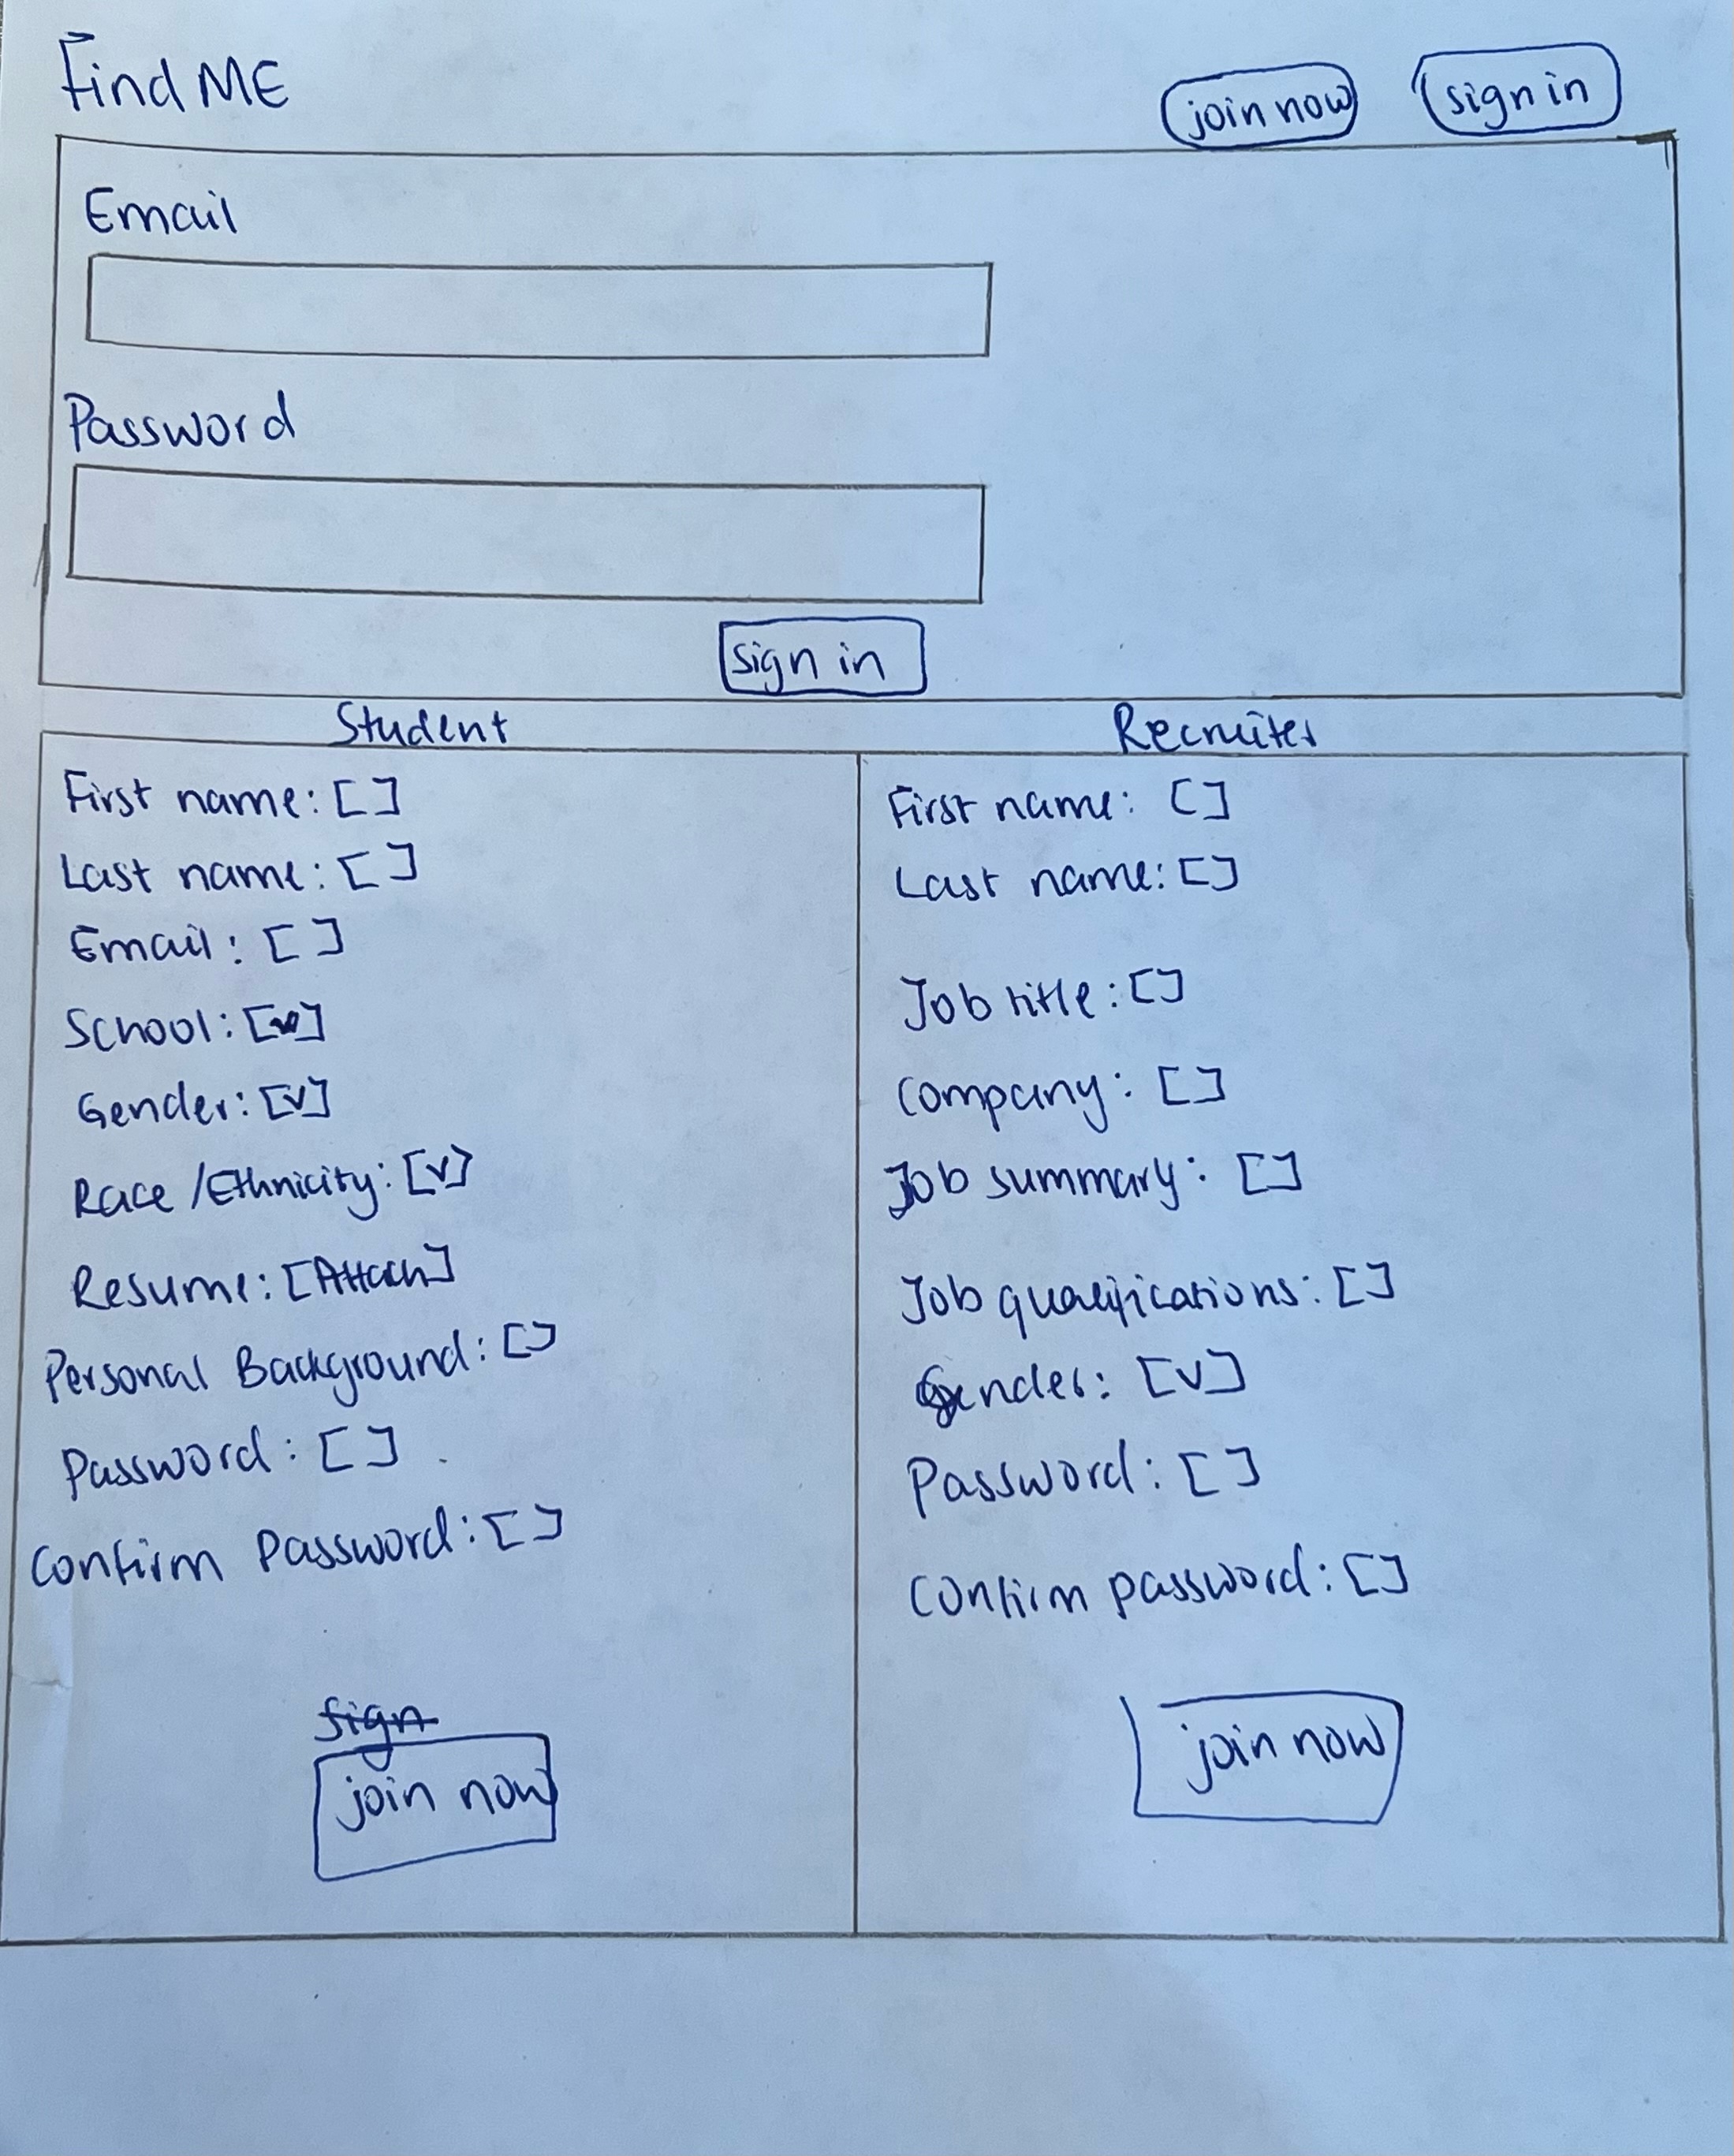 Find ME
join now
sign in
Email
Password
sign in
Student
Recruiter
First name: [ ]
Last name: [ ]
Email: [ ]
School: [v]
Gender: [v]
Race /Ethnicity: [v]
Resume: [Attach]
Personal Background: [ ]
Password: [ ]
Confirm Password: [ ]
sign
join now
First name: [ ]
Last name: [ ]
Job title: [ ]
Company: [ ]
Job summary: [ ]
Job qualifications: [ ]
Gender: [v]
Password: [ ]
Confirm password: [ ]
join now